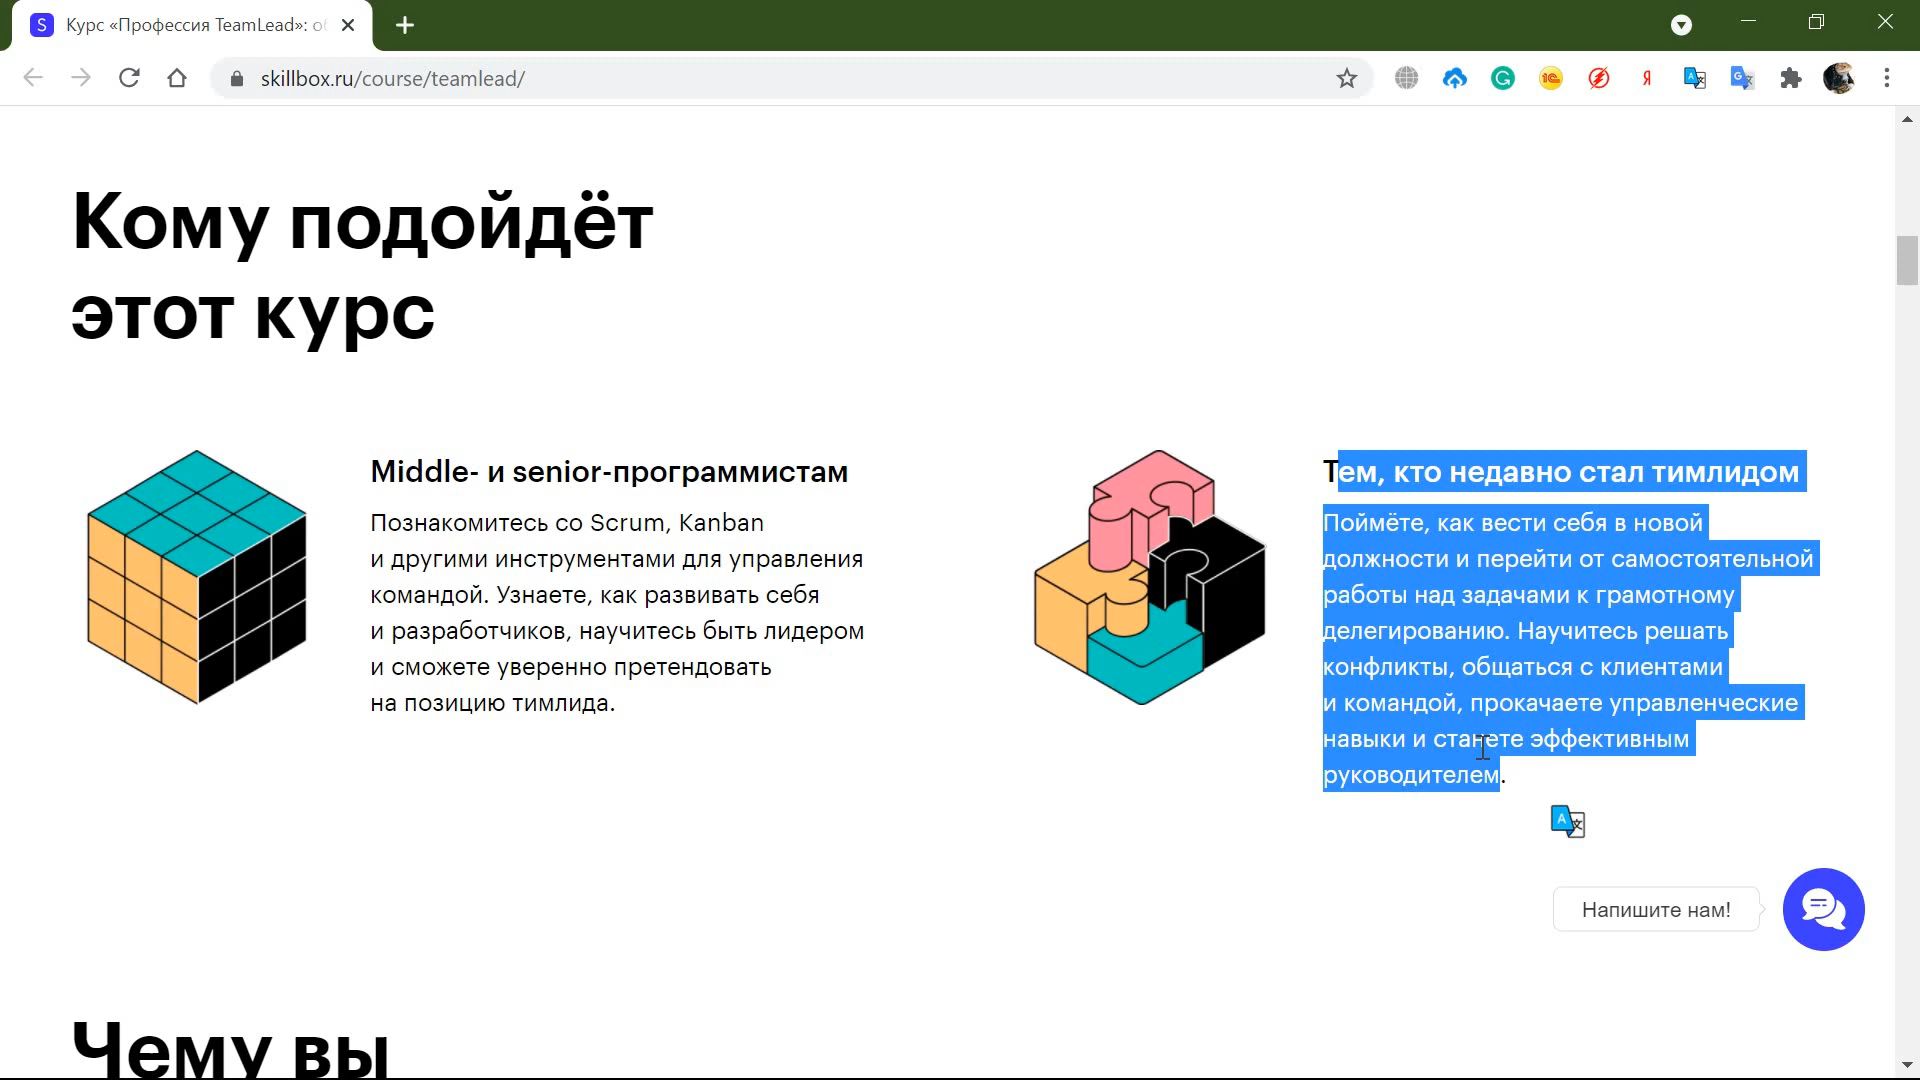 Курс «Профессия TeamLead»: об
skillbox.ru/course/teamlead/
Кому подойдёт
этот курс
Middle- и senior-программистам
Познакомитесь со Scrum, Kanban
и другими инструментами для управления
командой. Узнаете, как развивать себя
и разработчиков, научитесь быть лидером
и сможете уверенно претендовать
на позицию тимлида.
Тем, кто недавно стал тимлидом
Поймёте, как вести себя в новой
должности и перейти от самостоятельной
работы над задачами к грамотному
делегированию. Научитесь решать
конфликты, общаться с клиентами
и командой, прокачаете управленческие
навыки и станете эффективным
руководителем.
Напишите нам!
Чему вы